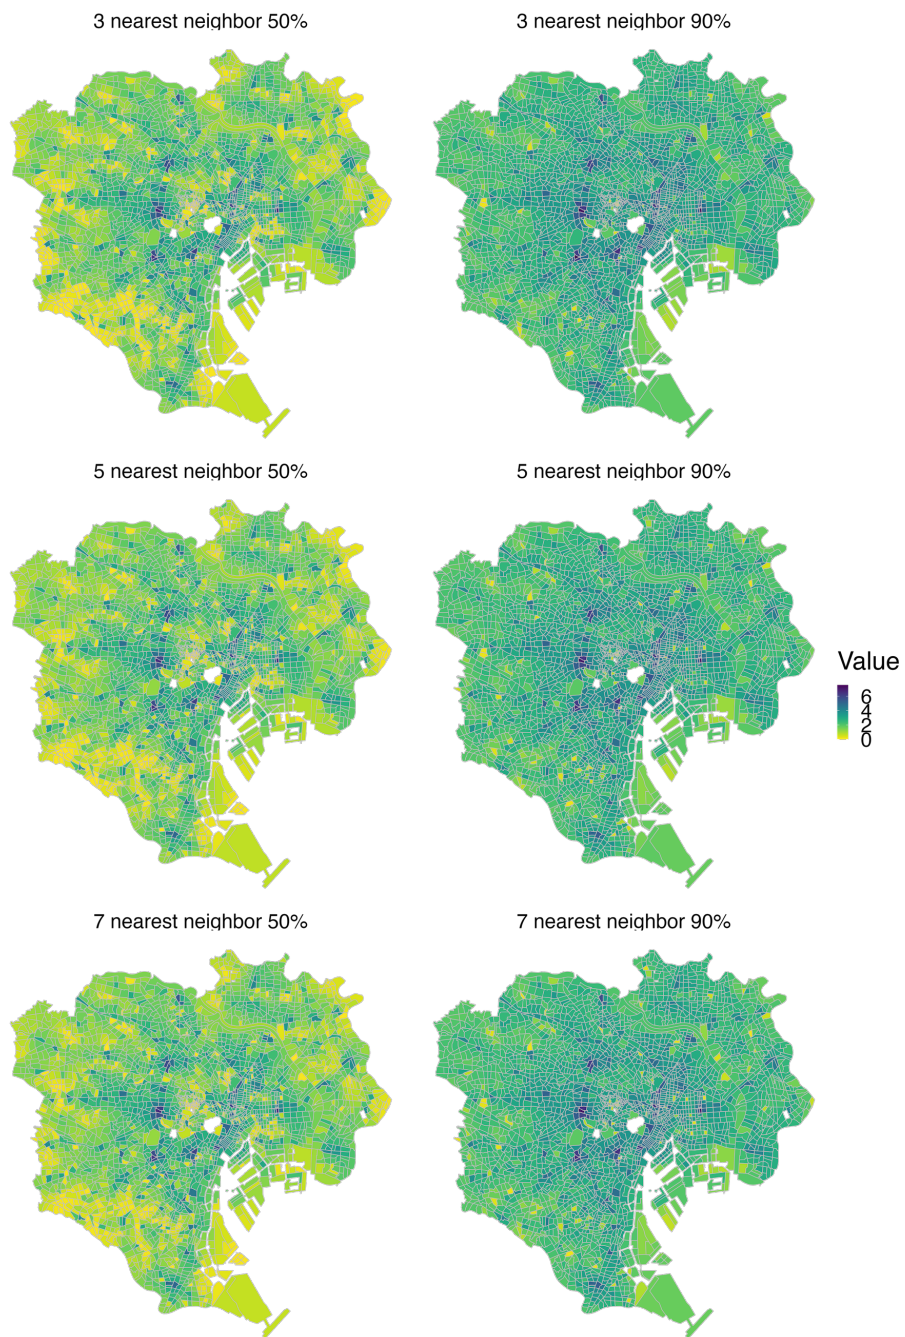 3 nearest neighbor 50%
3 nearest neighbor 90%
5 nearest neighbor 50%
5 nearest neighbor 90%
Value
6
4
2
0
7 nearest neighbor 50%
7 nearest neighbor 90%